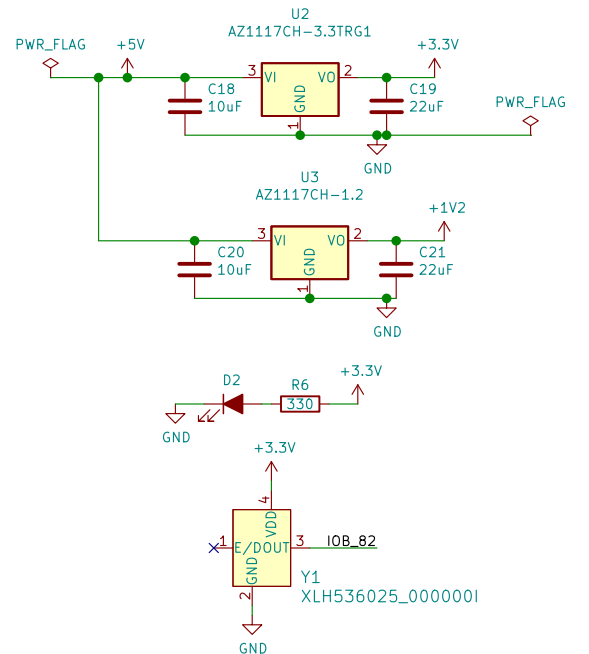 U2
AZ1117CH-3.3TRG1
PWR_FLAG
+5V
+3.3V
3
VI
VO
2
GND
1
C18
10uF
C19
22uF
PWR_FLAG
GND
U3
AZ1117CH-1.2
+1V2
3
VI
VO
2
GND
1
C20
10uF
C21
22uF
GND
+3.3V
D2
R6
330
GND
+3.3V
4
VDD
1
E/DOUT
3
IOB_82
GND
2
Y1
XLH536025_000000I
GND